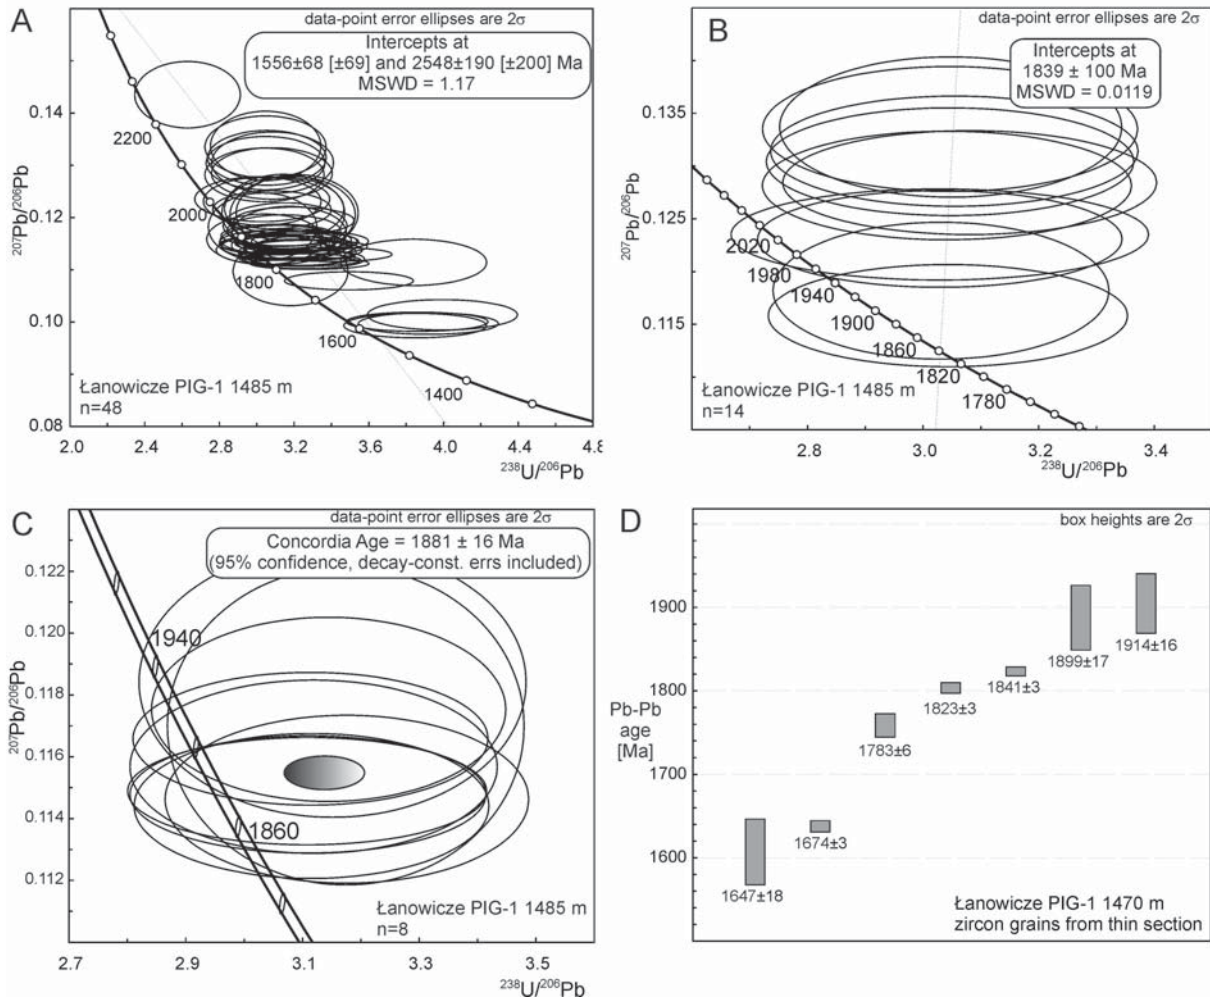 A
data-point error ellipses are 2σ
Intercepts at
1556±68 [±69] and 2548±190 [±200] Ma
MSWD = 1.17
0.14
0.12
0.10
0.08
207Pb/206Pb
2200
2000
1800
1600
1400
Łanowicze PIG-1 1485 m
n=48
2.0
2.4
2.8
3.2
3.6
4.0
4.4
4.8
238U/206Pb
B
data-point error ellipses are 2σ
Intercepts at
1839 ± 100 Ma
MSWD = 0.0119
0.135
0.125
0.115
207Pb/206Pb
2020
1980
1940
1900
1860
1820
1780
Łanowicze PIG-1 1485 m
n=14
2.8
3.0
3.2
3.4
238U/206Pb
C
data-point error ellipses are 2σ
Concordia Age = 1881 ± 16 Ma
(95% confidence, decay-const. errs included)
0.122
0.120
0.118
0.116
0.114
0.112
207Pb/206Pb
1940
1860
Łanowicze PIG-1 1485 m
n=8
2.7
2.9
3.1
3.3
3.5
238U/206Pb
D
box heights are 2σ
1900
1800
1700
1600
Pb-Pb
age
[Ma]
1647±18
1674±3
1783±6
1823±3
1841±3
1899±17
1914±16
Łanowicze PIG-1 1470 m
zircon grains from thin section